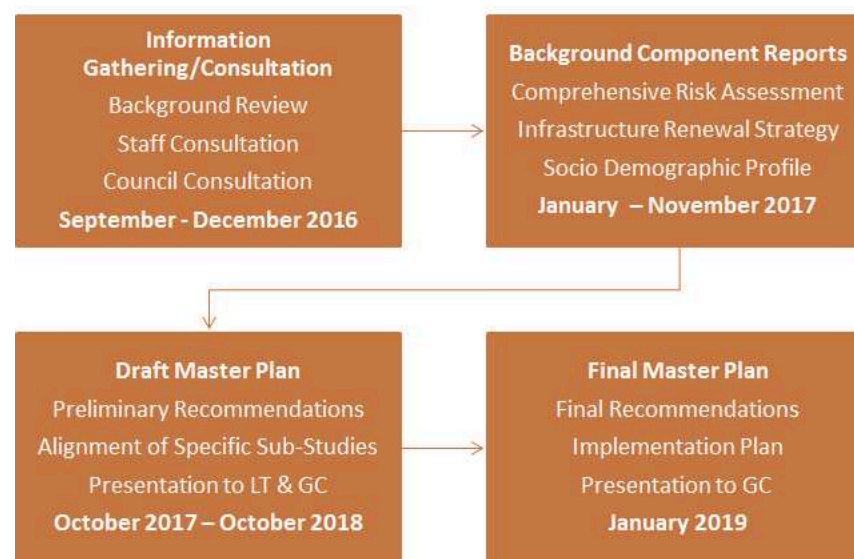 Information
Gathering/Consultation
Background Review
Staff Consultation
Council Consultation
September - December 2016
Background Component Reports
Comprehensive Risk Assessment
Infrastructure Renewal Strategy
Socio Demographic Profile
January – November 2017
Draft Master Plan
Preliminary Recommendations
Alignment of Specific Sub-Studies
Presentation to LT & GC
October 2017 – October 2018
Final Master Plan
Final Recommendations
Implementation Plan
Presentation to GC
January 2019